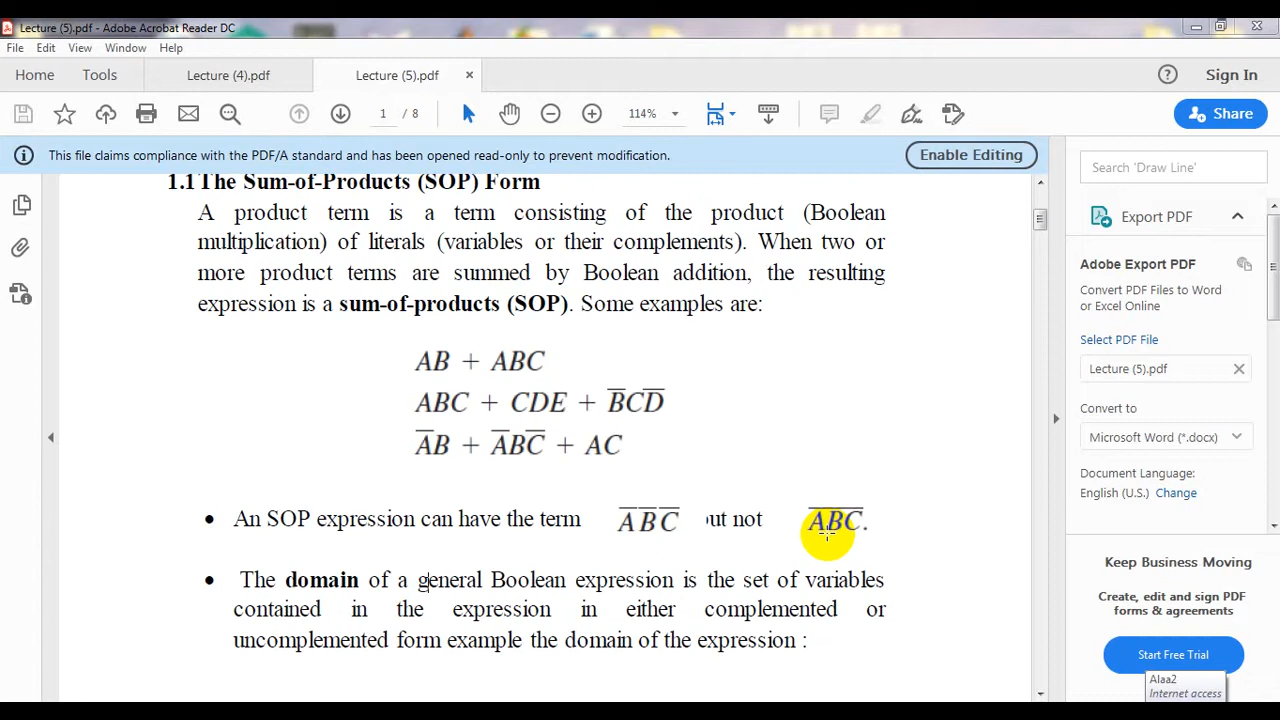 Lecture (5).pdf - Adobe Acrobat Reader DC
File Edit View Window Help
Home Tools Lecture (4).pdf Lecture (5).pdf × Sign In
1 / 8 114% Share
This file claims compliance with the PDF/A standard and has been opened read-only to prevent modification. Enable Editing
1.1 The Sum-of-Products (SOP) Form
A product term is a term consisting of the product (Boolean
multiplication) of literals (variables or their complements). When two or
more product terms are summed by Boolean addition, the resulting
expression is a sum-of-products (SOP). Some examples are:
AB + ABC
ABC + CDE + B̅CD̅
A̅B + A̅BC̅ + AC
• An SOP expression can have the term A̅ B̅ C̅ ut not A̅B̅C̅.
• The domain of a general Boolean expression is the set of variables
contained in the expression in either complemented or
uncomplemented form example the domain of the expression :
Search 'Draw Line'
Export PDF
Adobe Export PDF
Convert PDF Files to Word
or Excel Online
Select PDF File
Lecture (5).pdf ×
Convert to
Microsoft Word (*.docx)
Document Language:
English (U.S.) Change
Keep Business Moving
Create, edit and sign PDF
forms & agreements
Start Free Trial
Alaa2
Internet access